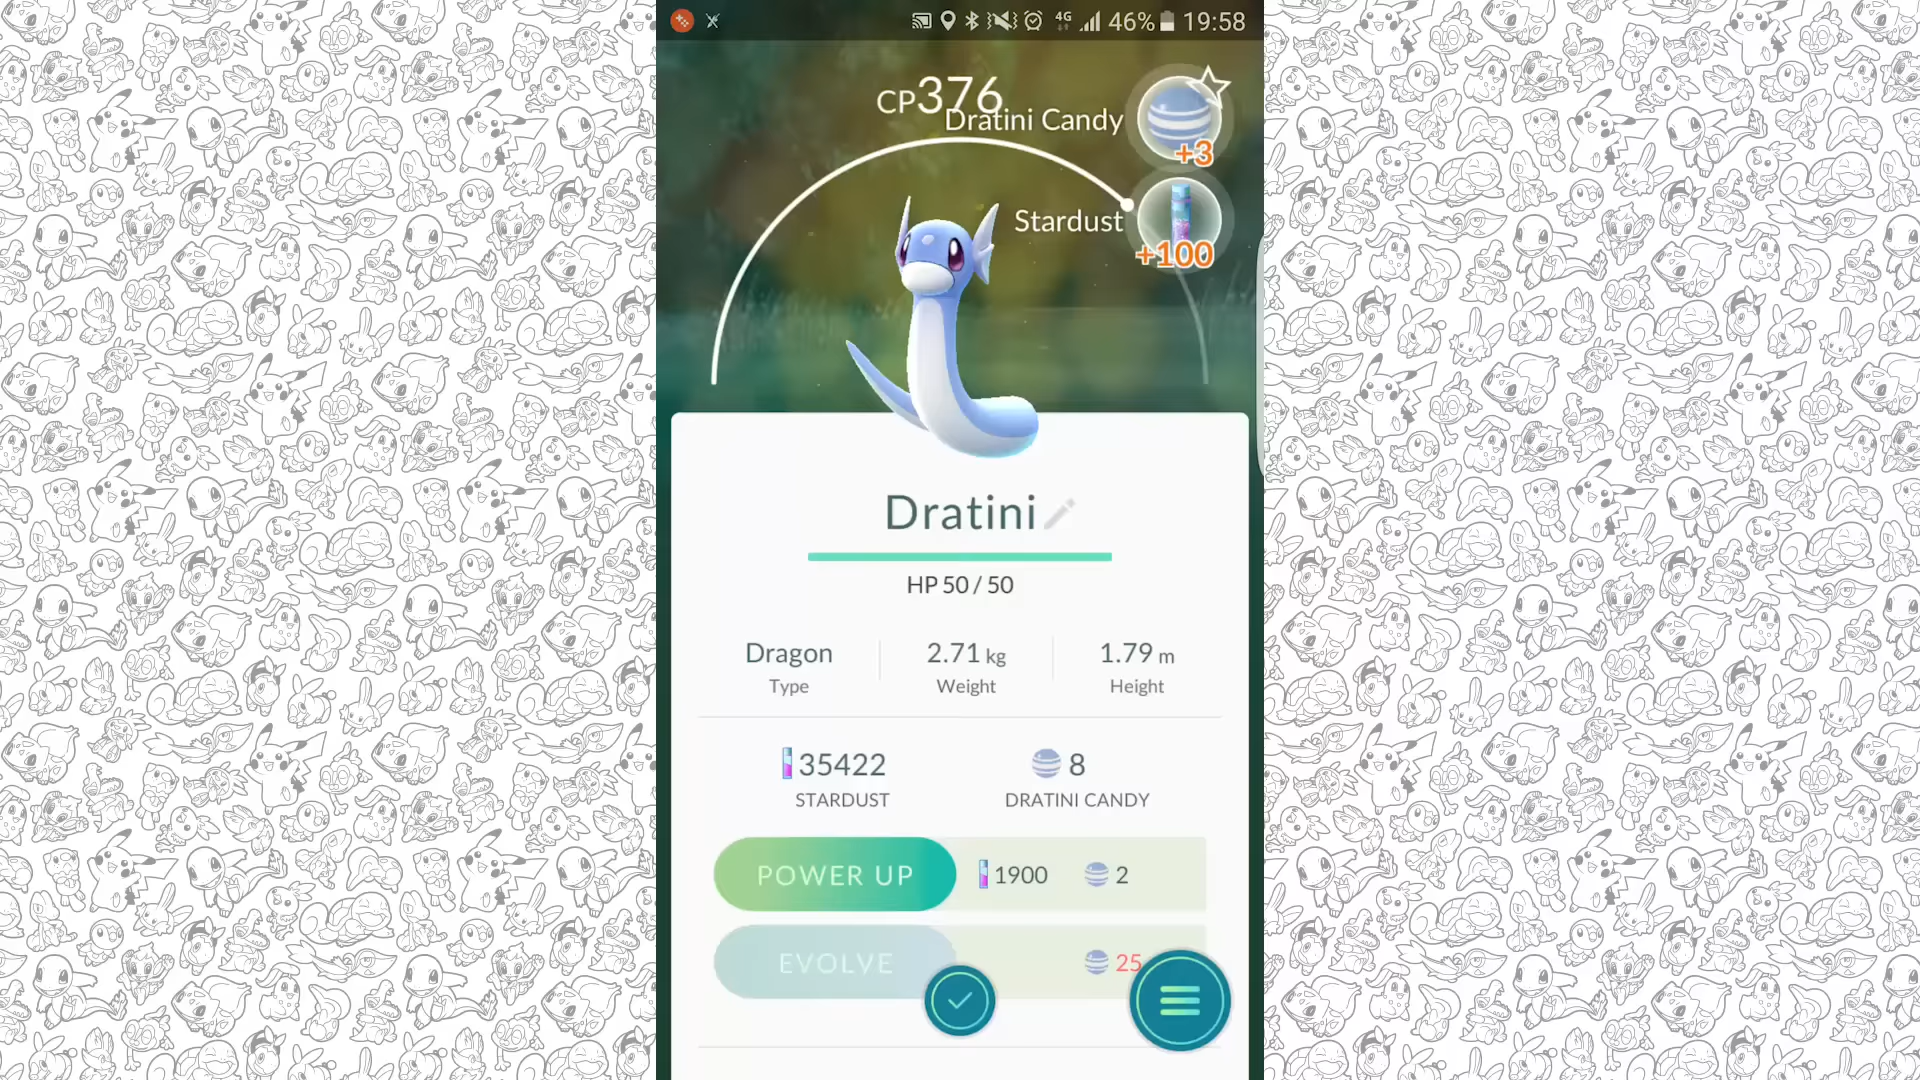 4G 46% 19:58
CP376
Dratini Candy
+3
Stardust
+100
Dratini
HP 50 / 50
Dragon 2.71 kg 1.79 m
Type Weight Height
35422 8
STARDUST DRATINI CANDY
POWER UP 1900 2
EVOLVE 25